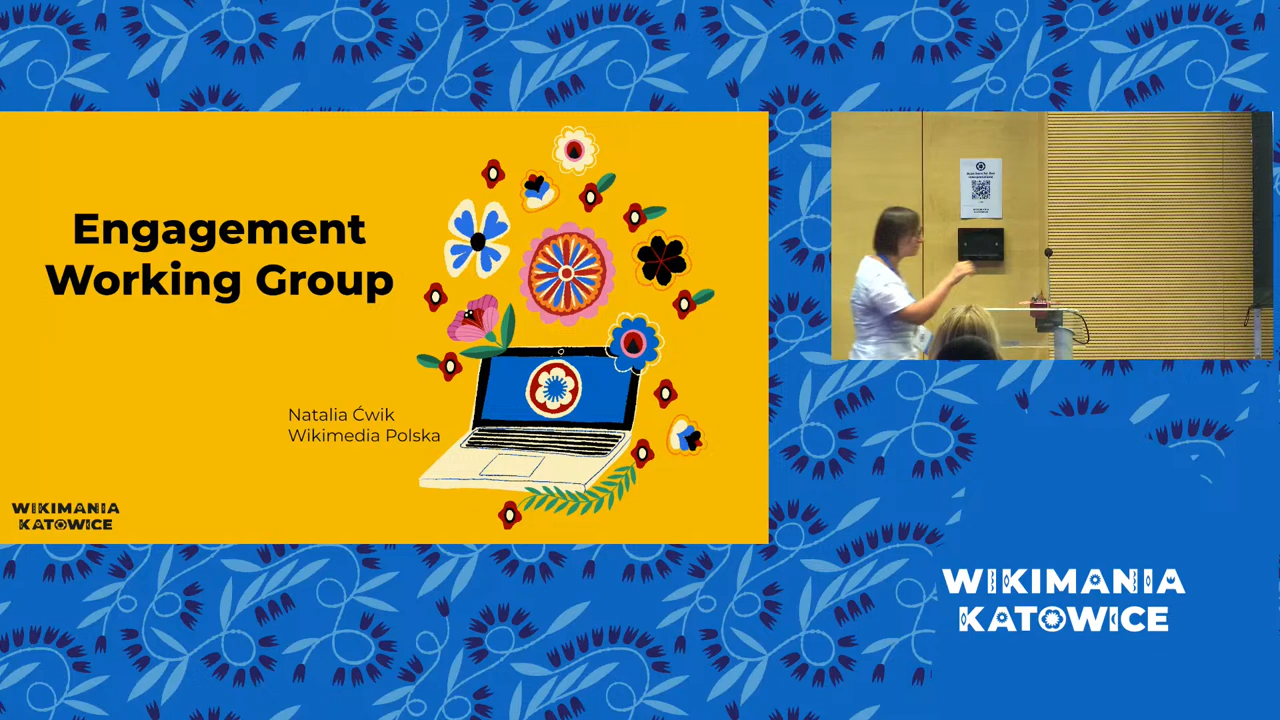 Engagement
Working Group
Natalia Ćwik
Wikimedia Polska
WIKIMANIA
KATOWICE
WIKIMANIA
KATOWICE